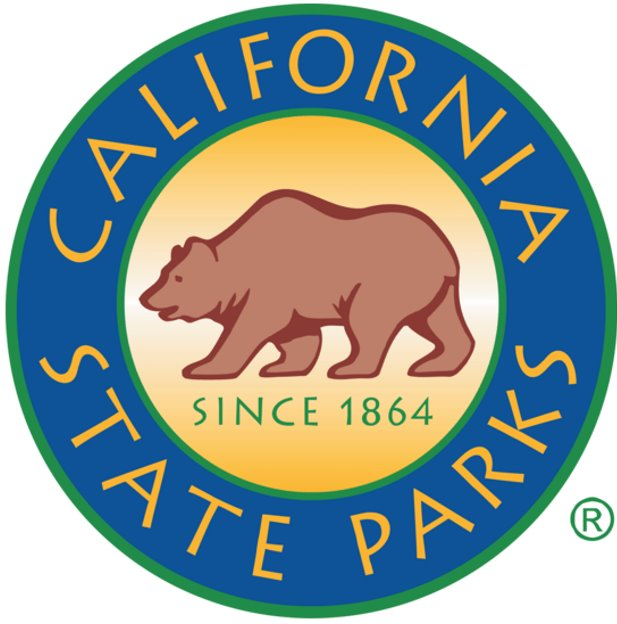 CALIFORNIA
STATE PARKS
SINCE 1864
®